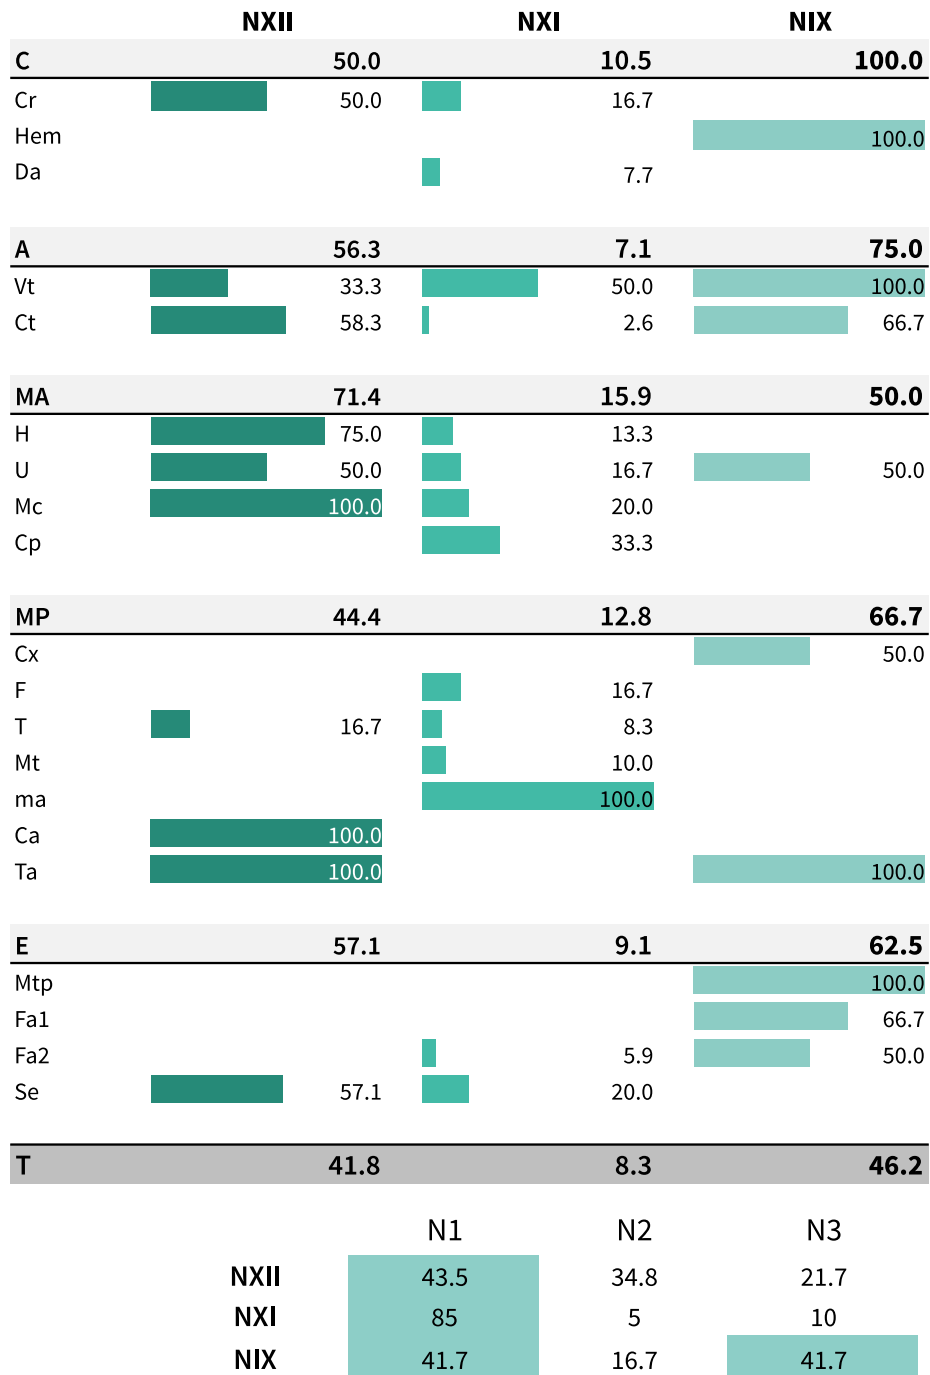 NXII NXI NIX
C 50.0 10.5 100.0
Cr 50.0 16.7
Hem 100.0
Da 7.7
A 56.3 7.1 75.0
Vt 33.3 50.0 100.0
Ct 58.3 2.6 66.7
MA 71.4 15.9 50.0
H 75.0 13.3
U 50.0 16.7 50.0
Mc 100.0 20.0
Cp 33.3
MP 44.4 12.8 66.7
Cx 50.0
F 16.7
T 16.7 8.3
Mt 10.0
ma 100.0
Ca 100.0
Ta 100.0 100.0
E 57.1 9.1 62.5
Mtp 100.0
Fa1 66.7
Fa2 5.9 50.0
Se 57.1 20.0
T 41.8 8.3 46.2
N1 N2 N3
NXII 43.5 34.8 21.7
NXI 85 5 10
NIX 41.7 16.7 41.7